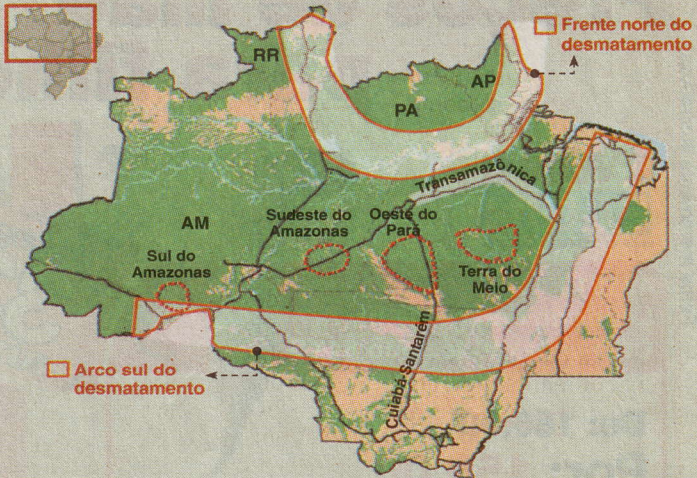 Frente norte do
desmatamento
RR
AP
PA
Transamazônica
AM
Sudeste do
Amazonas
Oeste do
Pará
Sul do
Amazonas
Terra do
Meio
Cuiabá-Santarém
Arco sul do
desmatamento